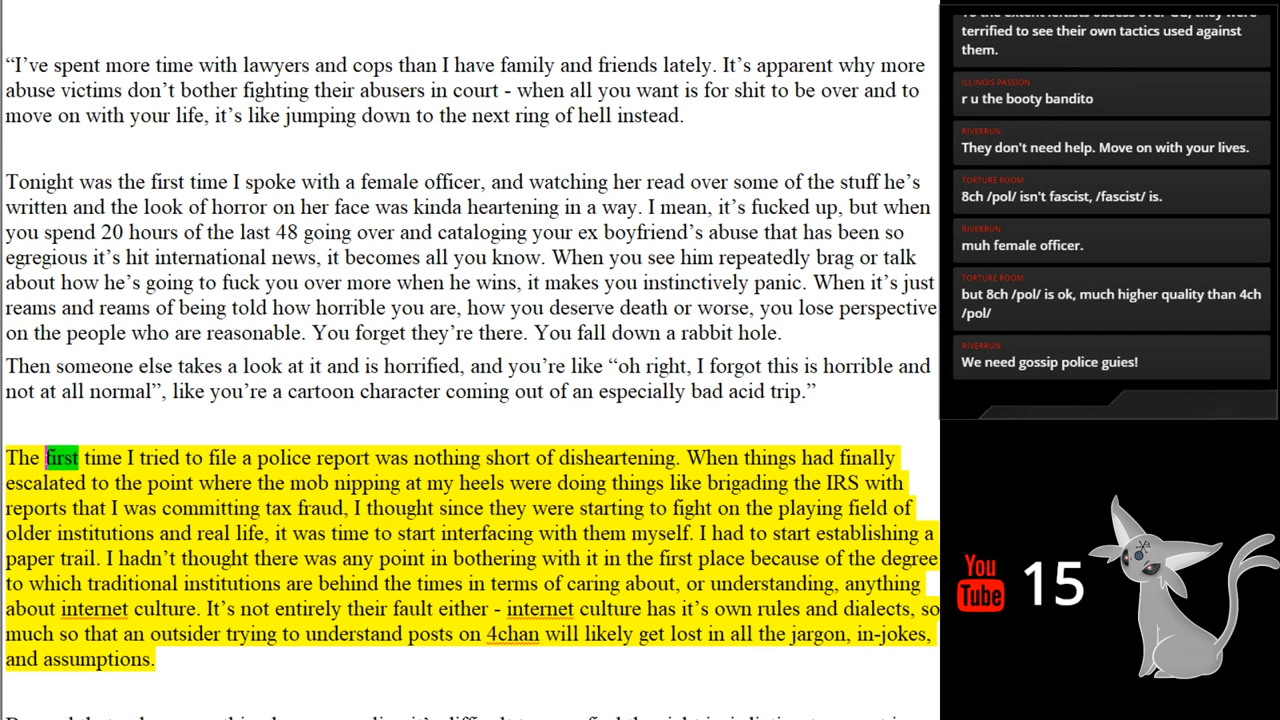 “I’ve spent more time with lawyers and cops than I have family and friends lately. It’s apparent why more
abuse victims don’t bother fighting their abusers in court - when all you want is for shit to be over and to
move on with your life, it’s like jumping down to the next ring of hell instead.
Tonight was the first time I spoke with a female officer, and watching her read over some of the stuff he’s
written and the look of horror on her face was kinda heartening in a way. I mean, it’s fucked up, but when
you spend 20 hours of the last 48 going over and cataloging your ex boyfriend’s abuse that has been so
egregious it’s hit international news, it becomes all you know. When you see him repeatedly brag or talk
about how he’s going to fuck you over more when he wins, it makes you instinctively panic. When it’s just
reams and reams of being told how horrible you are, how you deserve death or worse, you lose perspective
on the people who are reasonable. You forget they’re there. You fall down a rabbit hole.
Then someone else takes a look at it and is horrified, and you’re like “oh right, I forgot this is horrible and
not at all normal”, like you’re a cartoon character coming out of an especially bad acid trip.”
The first time I tried to file a police report was nothing short of disheartening. When things had finally
escalated to the point where the mob nipping at my heels were doing things like brigading the IRS with
reports that I was committing tax fraud, I thought since they were starting to fight on the playing field of
older institutions and real life, it was time to start interfacing with them myself. I had to start establishing a
paper trail. I hadn’t thought there was any point in bothering with it in the first place because of the degree
to which traditional institutions are behind the times in terms of caring about, or understanding, anything
about internet culture. It’s not entirely their fault either - internet culture has it’s own rules and dialects, so
much so that an outsider trying to understand posts on 4chan will likely get lost in all the jargon, in-jokes,
and assumptions.
terrified to see their own tactics used against
them.
ILLINOIS PASSION
r u the booty bandito
RIVERRUN
They don't need help. Move on with your lives.
TORTURE ROOM
8ch /pol/ isn't fascist, /fascist/ is.
RIVERRUN
muh female officer.
TORTURE ROOM
but 8ch /pol/ is ok, much higher quality than 4ch
/pol/
RIVERRUN
We need gossip police guies!
You
Tube
15